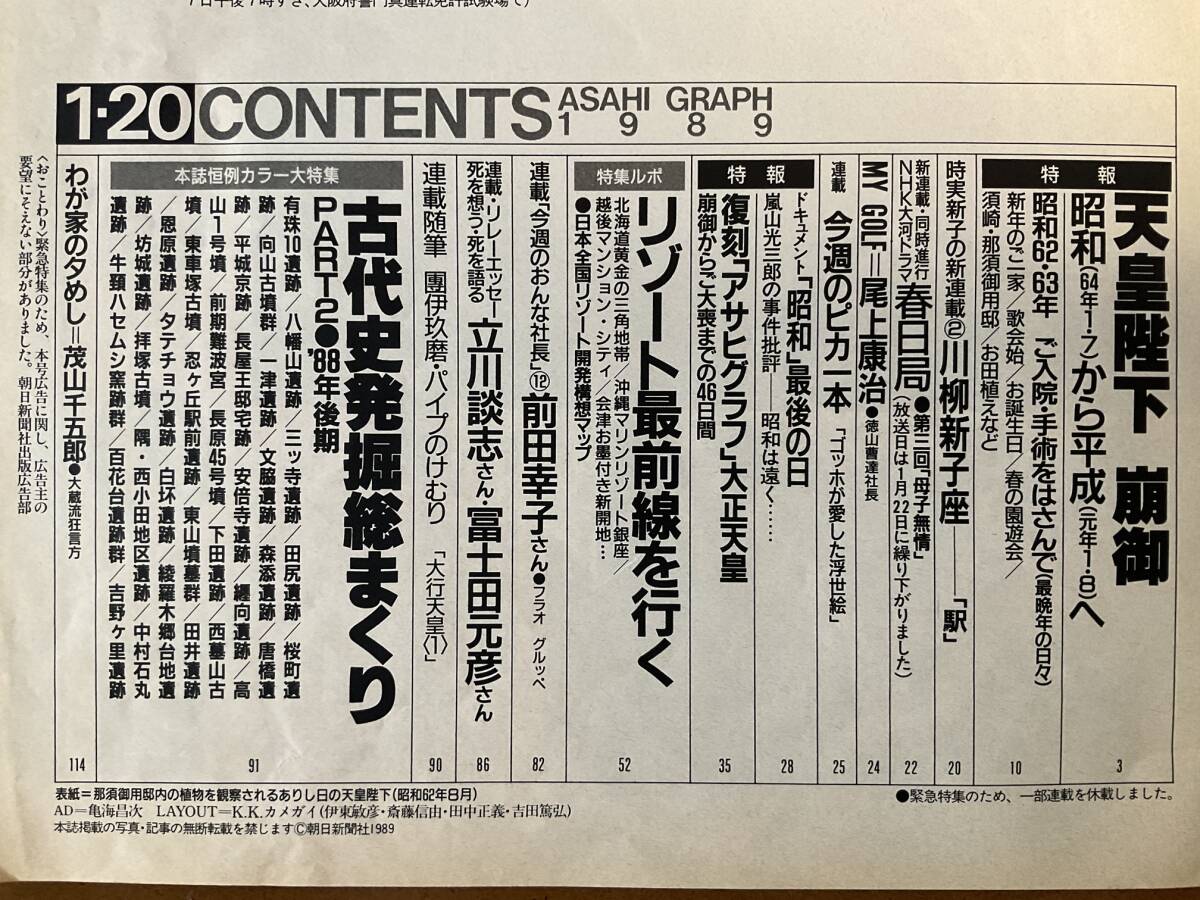 7日午後7時すぎ、大阪府警門真運転免許試験場で）
1・20 CONTENTS ASAHI GRAPH 1989
特報
天皇陛下 崩御
昭和（64年1・7）から平成（元年1・8）へ
3
昭和62・63年 ご入院・手術をはさんで（最晩年の日々）
新年のご一家／歌会始 お誕生日／春の園遊会／
須崎・那須御用邸／お田植えなど
10
時実新子の新連載② 川柳新子座――「駅」
20
新連載・同時進行
NHK大河ドラマ 春日局 ●第三回「母子無情」
（放送日は1月22日に繰り下がりました）
22
MY GOLF＝尾上康治●徳山曹達社長
24
連載 今週のピカ一本 「ゴッホが愛した浮世絵」
25
特報
ドキュメント「昭和」最後の日
嵐山光三郎の事件批評――昭和は遠く……
28
復刻「アサヒグラフ」大正天皇
崩御からご大喪までの46日間
35
特集ルポ
リゾート最前線を行く
北海道黄金の三角地帯／沖縄マリンリゾート銀座／
越後マンション・シティ／会津お墨付き新開地…
●日本全国リゾート開発構想マップ
52
連載「今週のおんな社長」⑫ 前田幸子さん●フラオ グルッペ
82
連載・リレーエッセー
死を想う・死を語る 立川談志さん・冨士田元彦さん
86
連載随筆 團伊玖磨・パイプのけむり 「大行天皇〈1〉」
90
本誌恒例カラー大特集
古代史発掘総まくり
PART2●'88年後期
有珠10遺跡／八幡山遺跡／三ッ寺遺跡／田尻遺跡／桜町遺
跡／向山古墳群／一津遺跡／文脇遺跡／森添遺跡／唐橋遺
跡／平城京跡／長屋王邸宅跡／安倍寺遺跡／纒向遺跡／高
山1号墳／前期難波宮／長原45号墳／下田遺跡／西墓山古
墳／東車塚古墳／忍ヶ丘駅前遺跡／東山墳墓群／田井遺跡
／恩原遺跡／タテチョウ遺跡／白坏遺跡／綾羅木郷台地遺
跡／坊城遺跡／拝塚古墳／隈・西小田地区遺跡／中村石丸
遺跡／牛頸ハセムシ窯跡群／百花台遺跡群／吉野ヶ里遺跡
91
わが家の夕めし＝茂山千五郎●大蔵流狂言方
114
〈おことわり〉緊急特集のため、本号広告に関し、広告主の
要望にそえない部分がありました。朝日新聞社出版広告部
●緊急特集のため、一部連載を休載しました。
表紙＝那須御用邸内の植物を観察されるありし日の天皇陛下（昭和62年8月）
AD＝亀海昌次 LAYOUT＝K.K.カメガイ（伊東敏彦・斎藤信由・田中正義・吉田篤弘）
本誌掲載の写真・記事の無断転載を禁じます©朝日新聞社1989